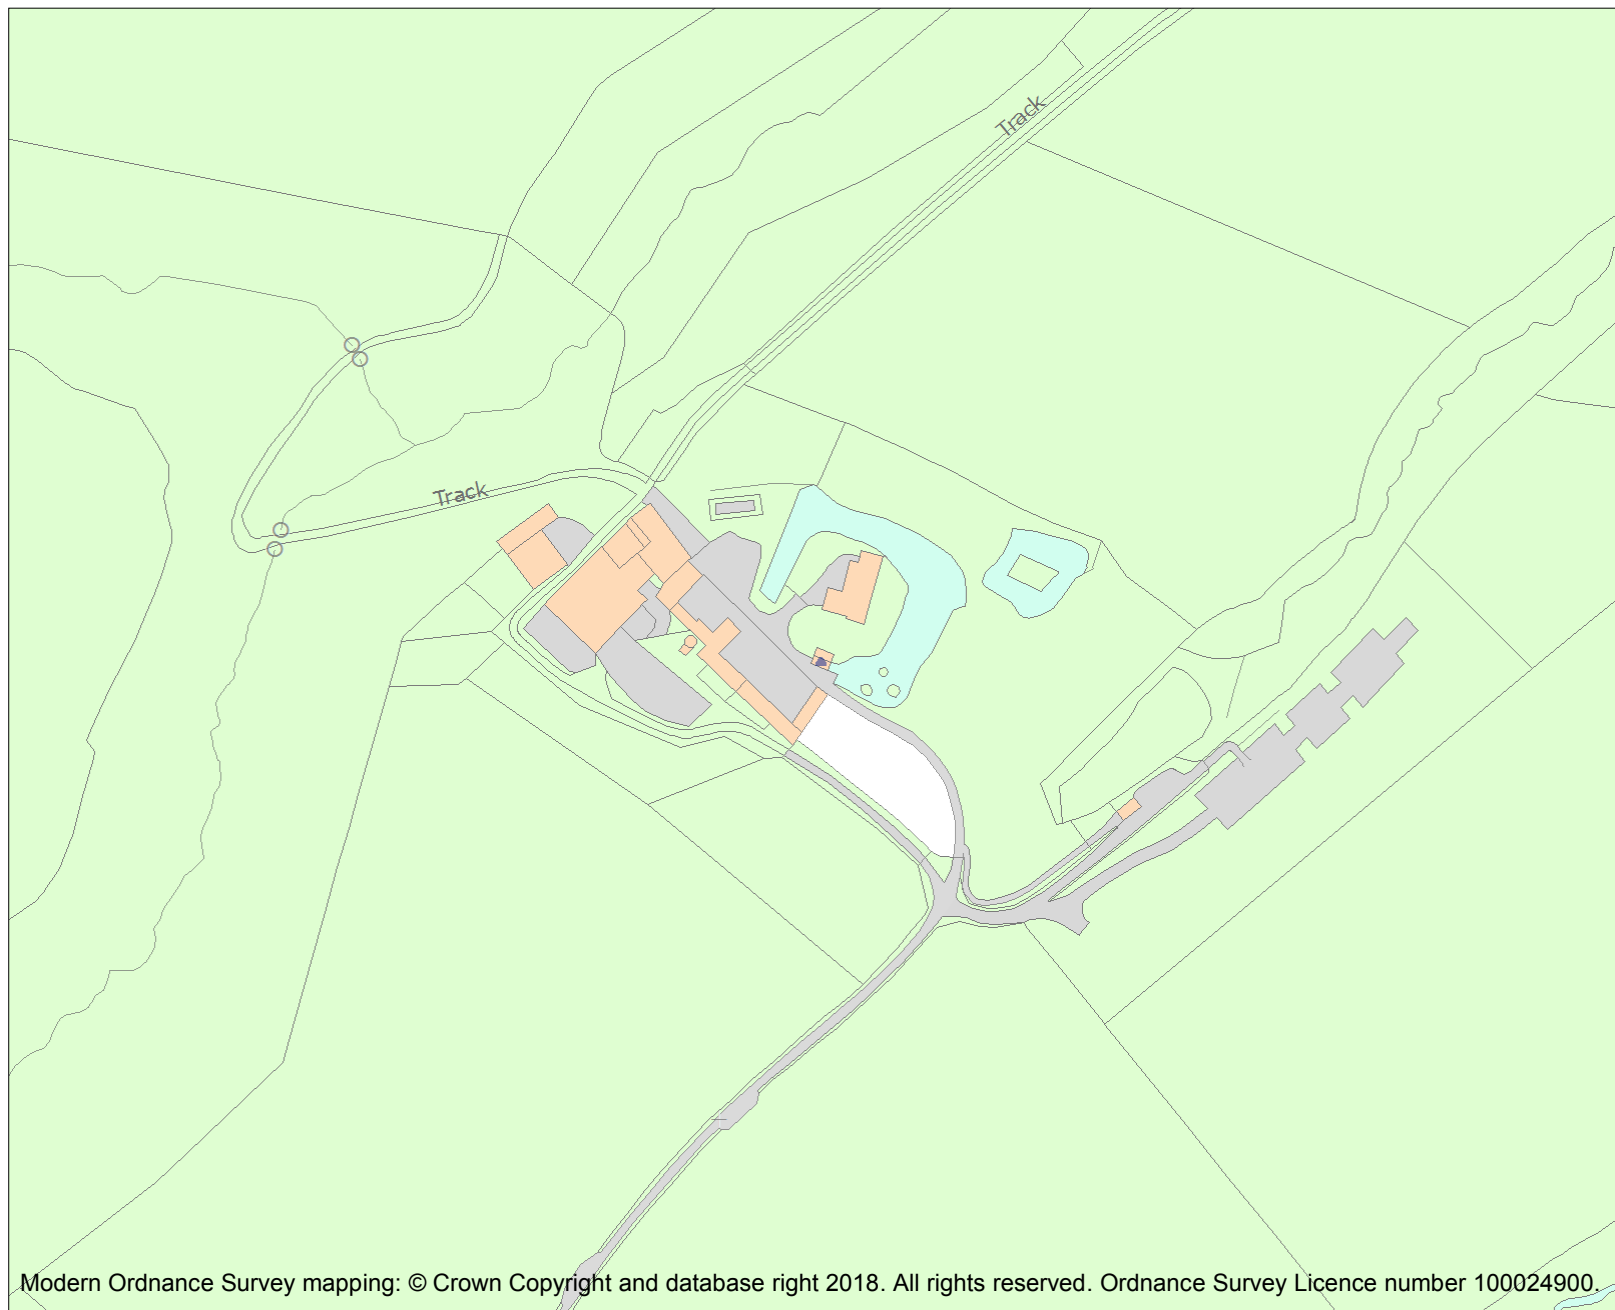 Track
Track
Modern Ordnance Survey mapping: © Crown Copyright and database right 2018. All rights reserved. Ordnance Survey Licence number 100024900.